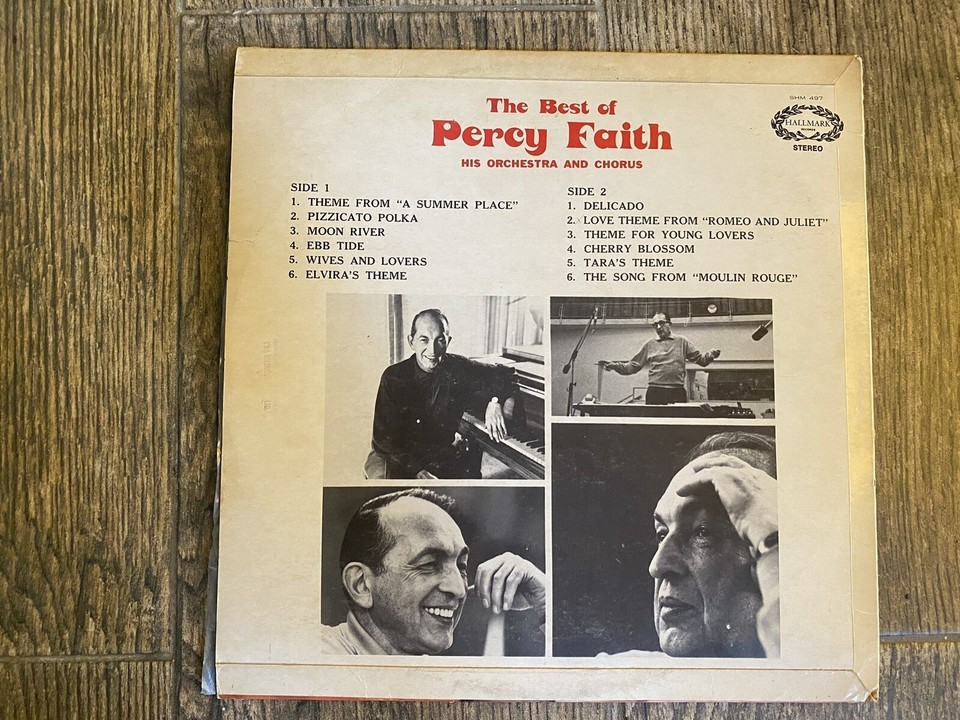 SHM 497
The Best of
Percy Faith
HIS ORCHESTRA AND CHORUS
HALLMARK
RECORDS
STEREO
SIDE 1
1. THEME FROM “A SUMMER PLACE”
2. PIZZICATO POLKA
3. MOON RIVER
4. EBB TIDE
5. WIVES AND LOVERS
6. ELVIRA'S THEME
SIDE 2
1. DELICADO
2. LOVE THEME FROM “ROMEO AND JULIET”
3. THEME FOR YOUNG LOVERS
4. CHERRY BLOSSOM
5. TARA'S THEME
6. THE SONG FROM “MOULIN ROUGE”